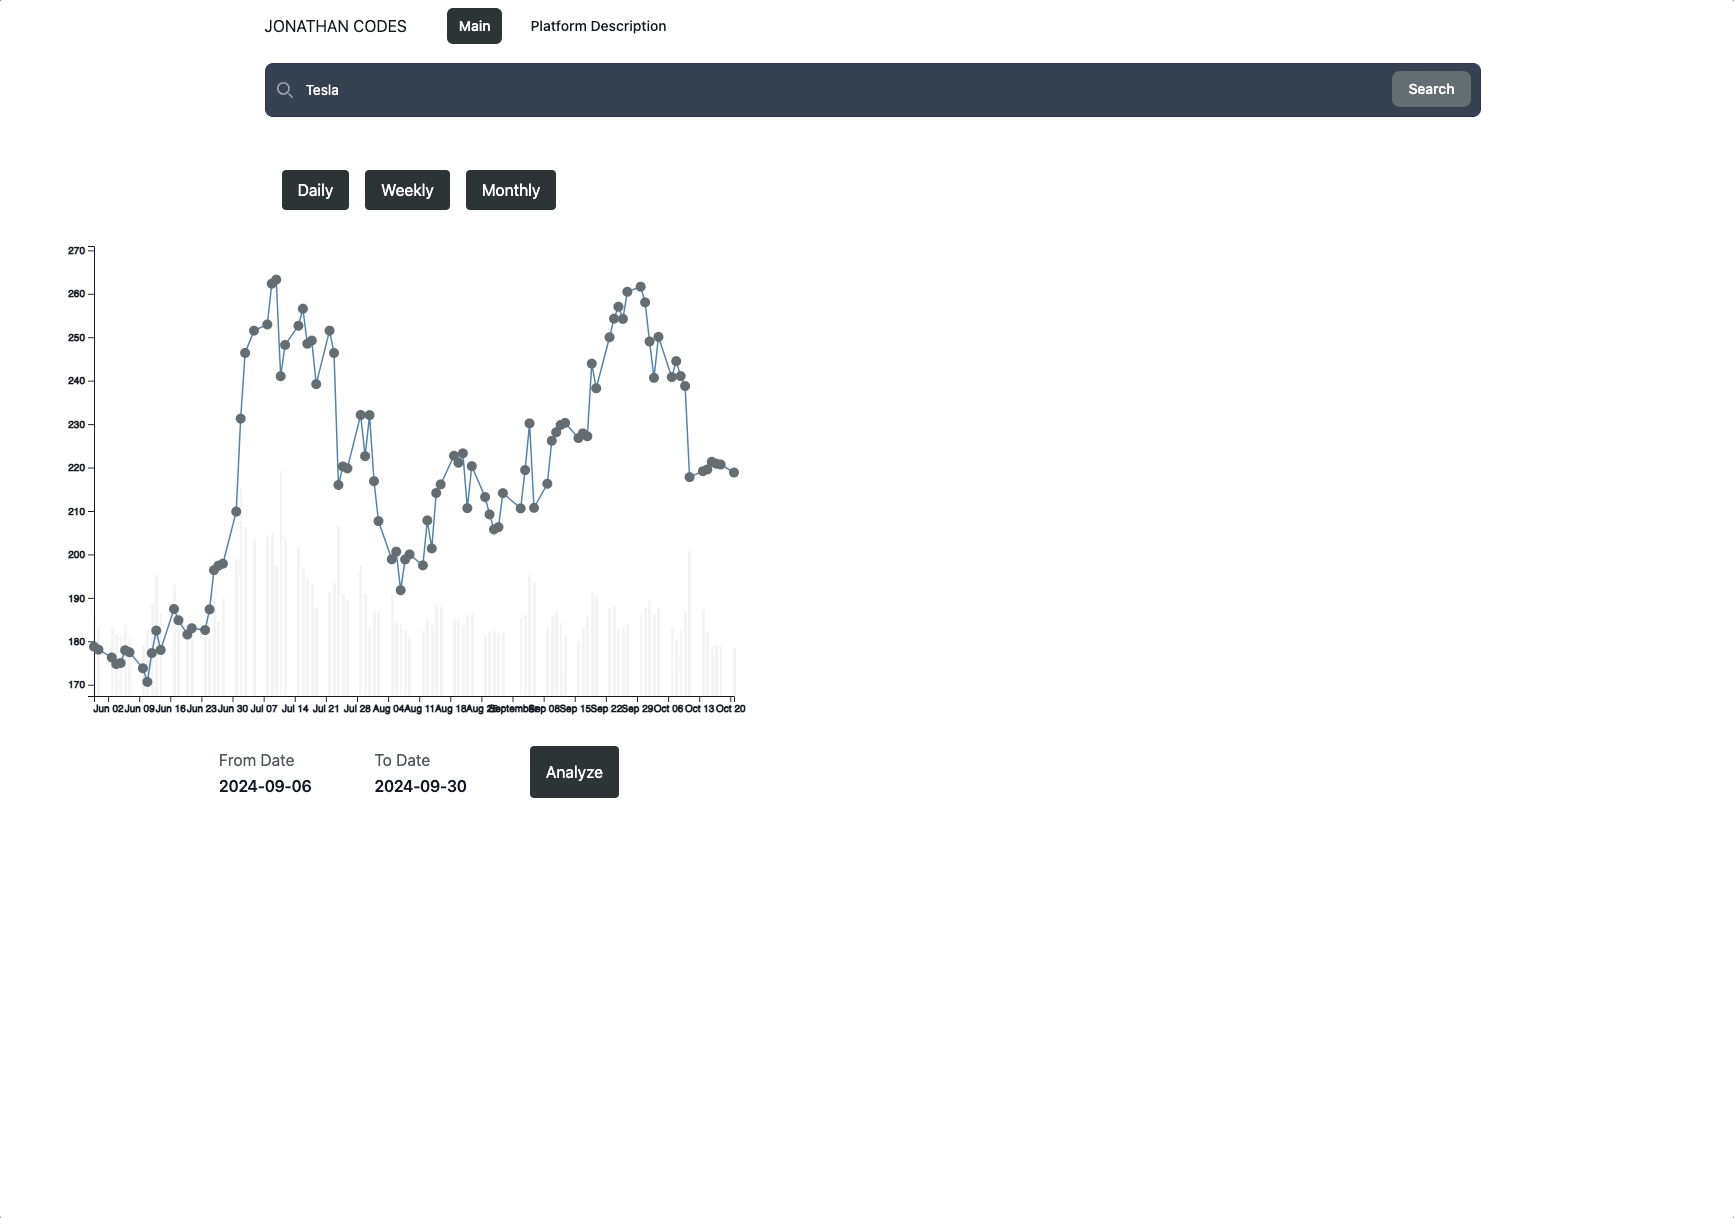 JONATHAN CODES Main Platform Description
Tesla Search
Daily Weekly Monthly
270
260
250
240
230
220
210
200
190
180
170
Jun 02 Jun 09 Jun 16 Jun 23 Jun 30 Jul 07 Jul 14 Jul 21 Jul 28 Aug 04 Aug 11 Aug 18 Aug 25 September Sep 08 Sep 15 Sep 22 Sep 29 Oct 06 Oct 13 Oct 20
From Date To Date Analyze
2024-09-06 2024-09-30